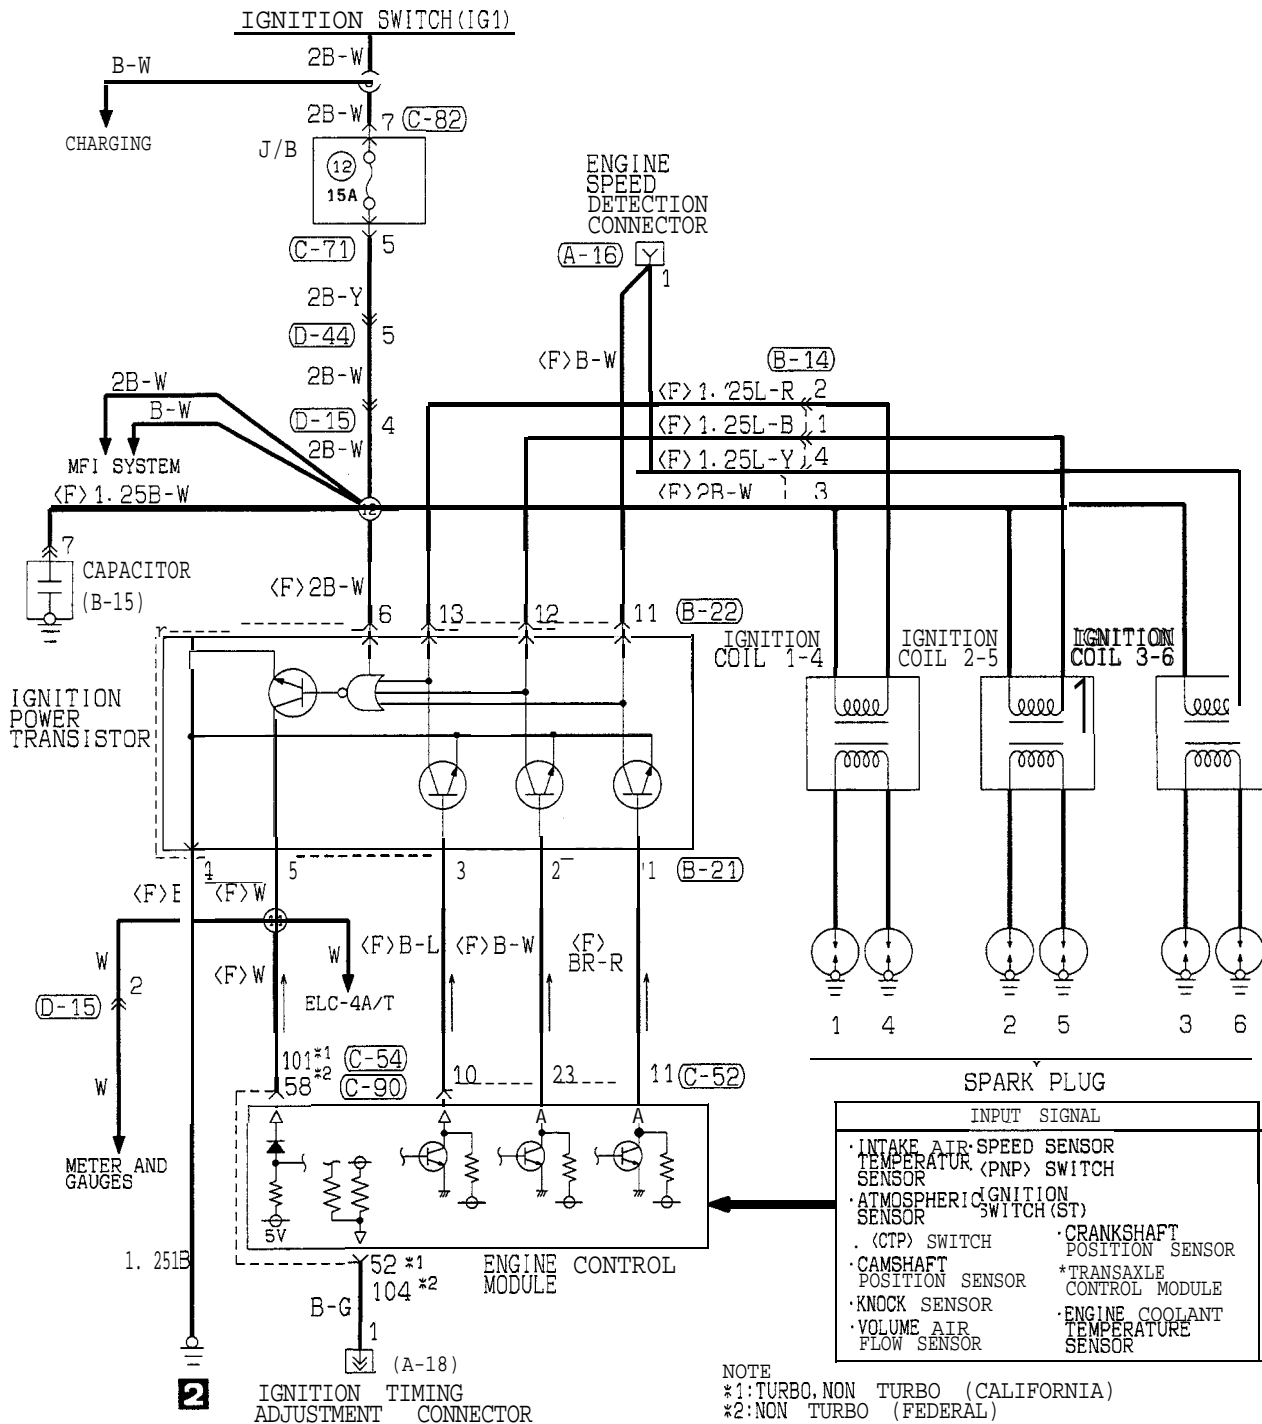 IGNITION SWITCH(IG1)
2B-W
B-W
2B-W
7 (C-82)
CHARGING
J/B
12
15A
ENGINE
SPEED
DETECTION
CONNECTOR
(C-71) 5
(A-16)
1
2B-Y
(D-44) 5
<F>B-W
(B-14)
2B-W
2B-W
<F>1.25L-R 2
B-W
(D-15) 4
<F>1.25L-B 1
2B-W
MFI SYSTEM
<F>1.25L-Y 4
<F>1.25B-W
<F>2B-W 3
12
7
CAPACITOR
(B-15)
<F>2B-W
6 13 12 11 (B-22)
IGNITION
COIL 1-4
IGNITION
COIL 2-5
IGNITION
COIL 3-6
IGNITION
POWER
TRANSISTOR
4 5 3 2 1 (B-21)
<F>B <F>W
11
W
2
(D-15)
<F>W
W
ELC-4A/T
<F>B-L
<F>B-W
<F>
BR-R
1 4 2 5 3 6
SPARK PLUG
101*1 (C-54)
58*2 (C-90)
10 23 11 (C-52)
W
METER AND
GAUGES
A A
5V
ENGINE CONTROL
MODULE
INPUT SIGNAL
·INTAKE AIR
TEMPERATUR
SENSOR
·ATMOSPHERIC
SENSOR
. <CTP> SWITCH
·CAMSHAFT
POSITION SENSOR
·KNOCK SENSOR
·VOLUME AIR
FLOW SENSOR
·SPEED SENSOR
<PNP> SWITCH
IGNITION
SWITCH(ST)
·CRANKSHAFT
POSITION SENSOR
*TRANSAXLE
CONTROL MODULE
·ENGINE COOLANT
TEMPERATURE
SENSOR
1. 251B
52 *1
104 *2
B-G
1
(A-18)
2
IGNITION TIMING
ADJUSTMENT CONNECTOR
NOTE
*1:TURBO,NON TURBO (CALIFORNIA)
*2:NON TURBO (FEDERAL)